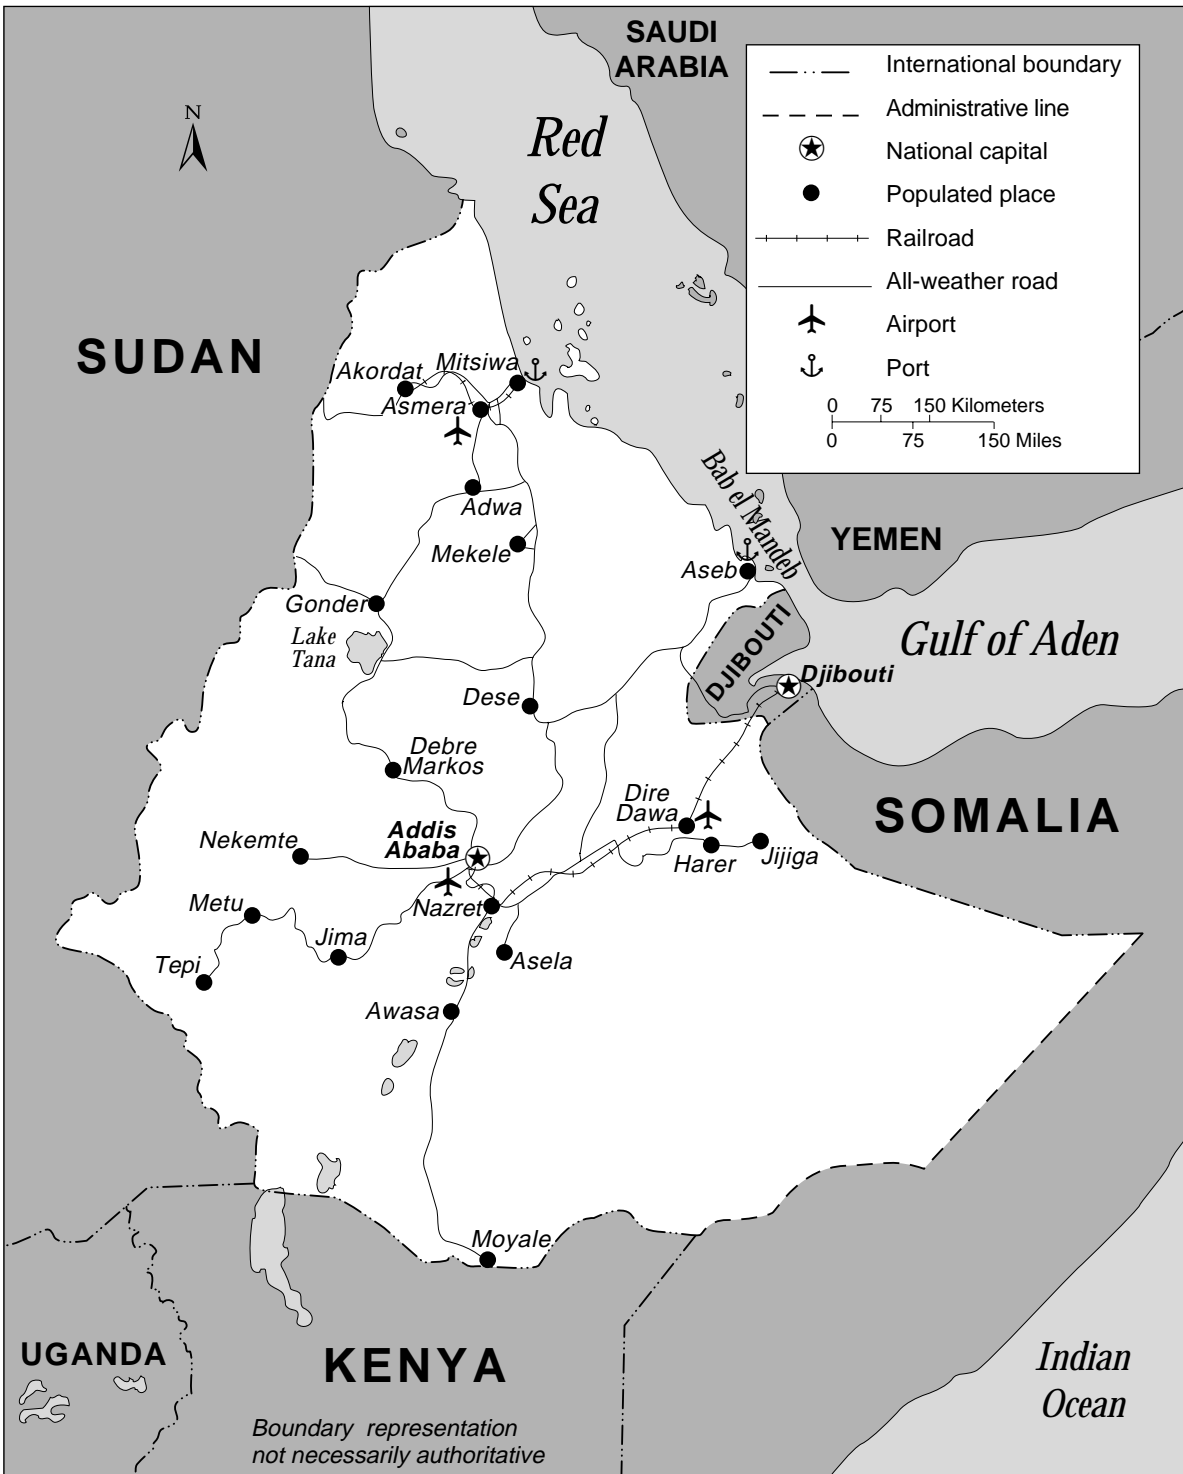 SAUDI
ARABIA
International boundary
Administrative line
National capital
Populated place
Railroad
All-weather road
Airport
Port
0 75 150 Kilometers
0 75 150 Miles
N
Red
Sea
SUDAN
Akordat
Mitsiwa
Asmera
Adwa
Mekele
Bab el Mandeb
YEMEN
Aseb
Gonder
Lake
Tana
DJIBOUTI
Gulf of Aden
Djibouti
Dese
Debre
Markos
Dire
Dawa
SOMALIA
Nekemte
Addis
Ababa
Harer
Jijiga
Metu
Nazret
Jima
Tepi
Asela
Awasa
Moyale
UGANDA
KENYA
Indian
Ocean
Boundary representation
not necessarily authoritative